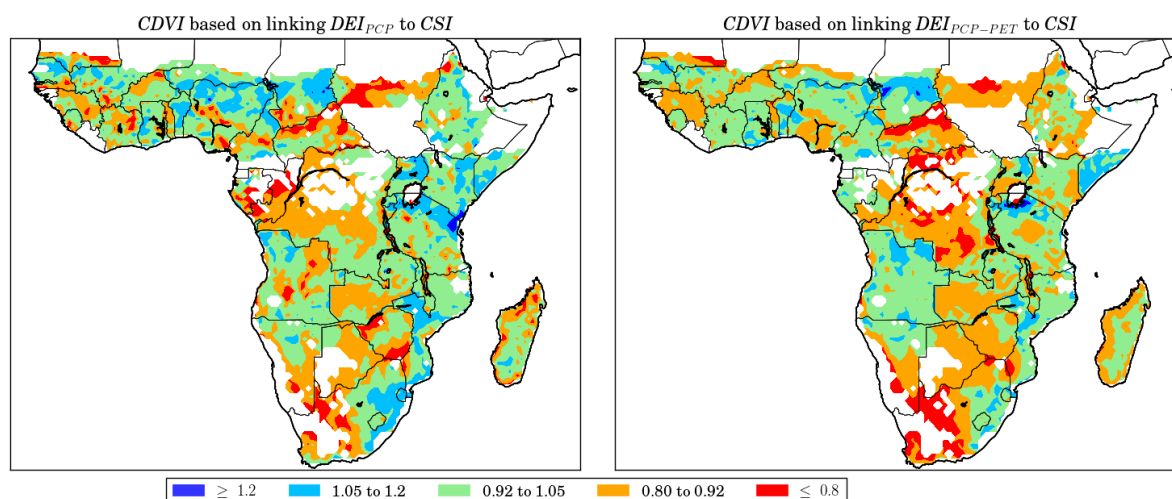 CDVI based on linking DEI_PCP to CSI
CDVI based on linking DEI_PCP−PET to CSI
≥ 1.2 1.05 to 1.2 0.92 to 1.05 0.80 to 0.92 ≤ 0.8